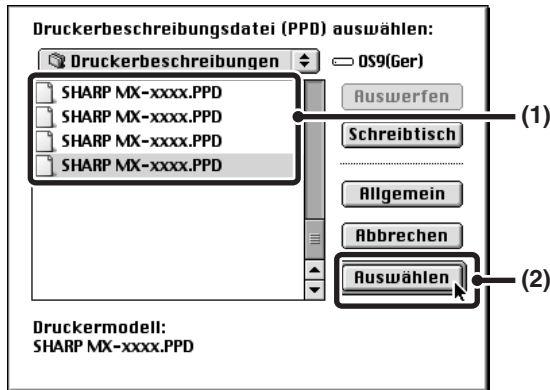 Druckerbeschreibungsdatei (PPD) auswählen:
Druckerbeschreibungen
OS9(Ger)
SHARP MX-xxxx.PPD
SHARP MX-xxxx.PPD
SHARP MX-xxxx.PPD
SHARP MX-xxxx.PPD
(1)
Auswerfen
Schreibtisch
Allgemein
Abbrechen
Auswählen
(2)
Druckermodell:
SHARP MX-xxxx.PPD